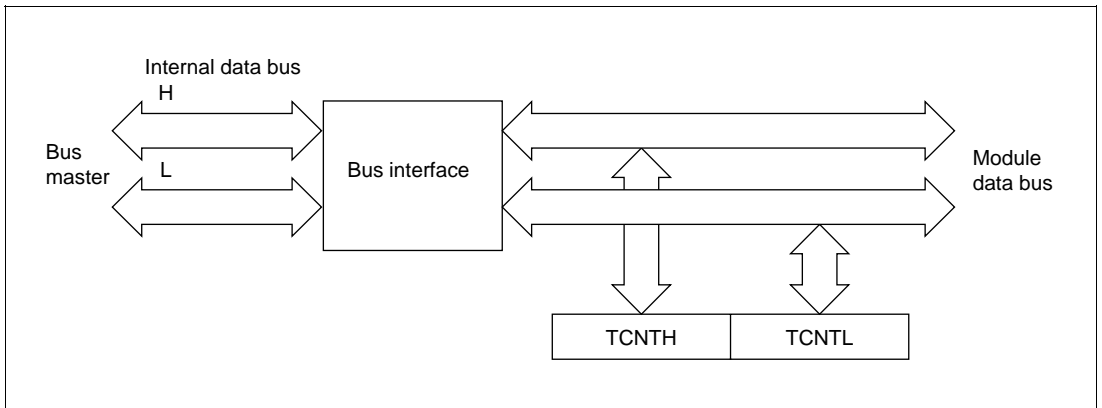 Internal data bus
H
Bus
master
L
Bus interface
Module
data bus
TCNTH
TCNTL